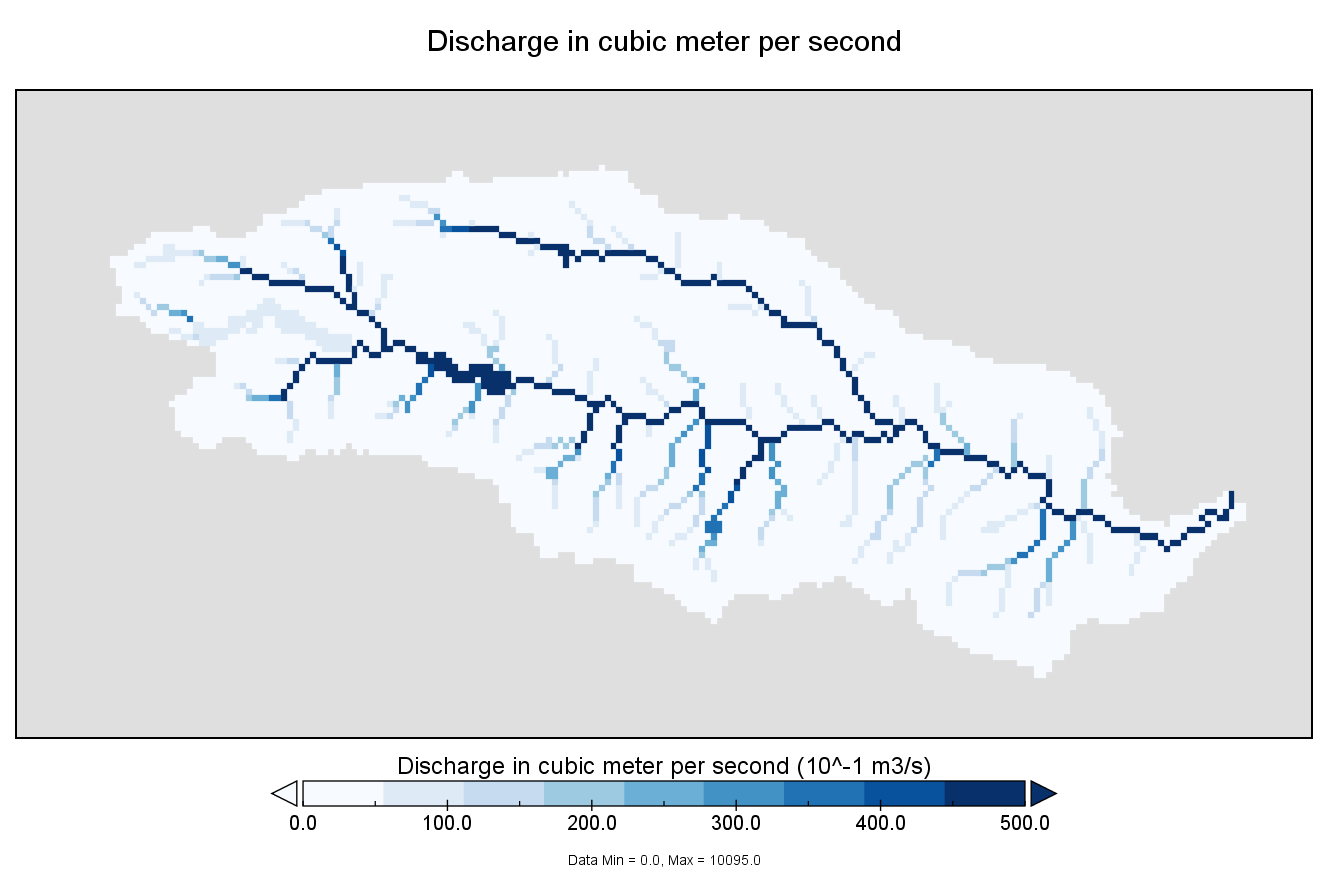 Discharge in cubic meter per second
Discharge in cubic meter per second (10^-1 m3/s)
0.0 100.0 200.0 300.0 400.0 500.0
Data Min = 0.0, Max = 10095.0